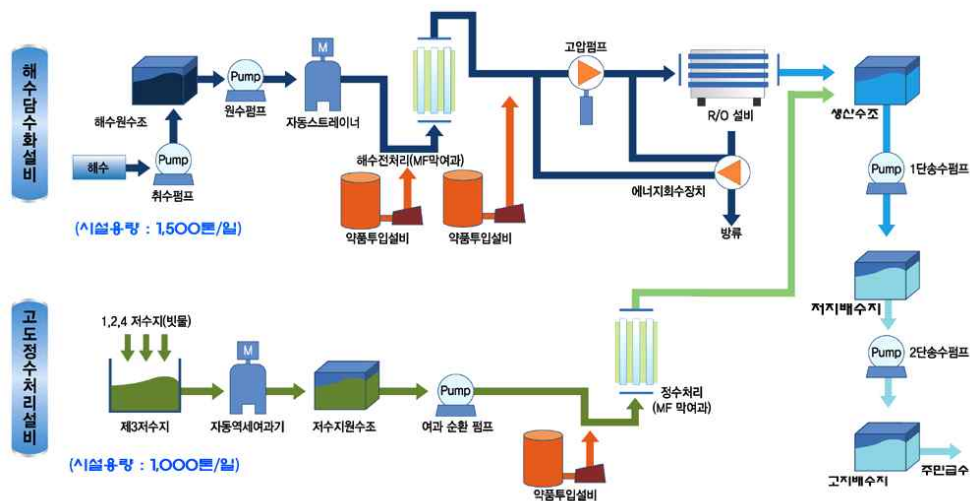 해수담수화설비
해수
취수펌프
Pump
해수원수조
Pump
원수펌프
M
자동스트레이너
해수전처리(MF막여과)
약품투입설비
약품투입설비
고압펌프
R/O 설비
에너지회수장치
방류
생산수조
Pump
1단송수펌프
저지배수지
Pump
2단송수펌프
고지배수지
주민급수
(시설용량 : 1,500톤/일)
고도정수처리설비
1,2,4 저수지(빗물)
제3저수지
M
자동역세여과기
저수지원수조
Pump
여과 순환 펌프
약품투입설비
정수처리
(MF 막여과)
(시설용량 : 1,000톤/일)